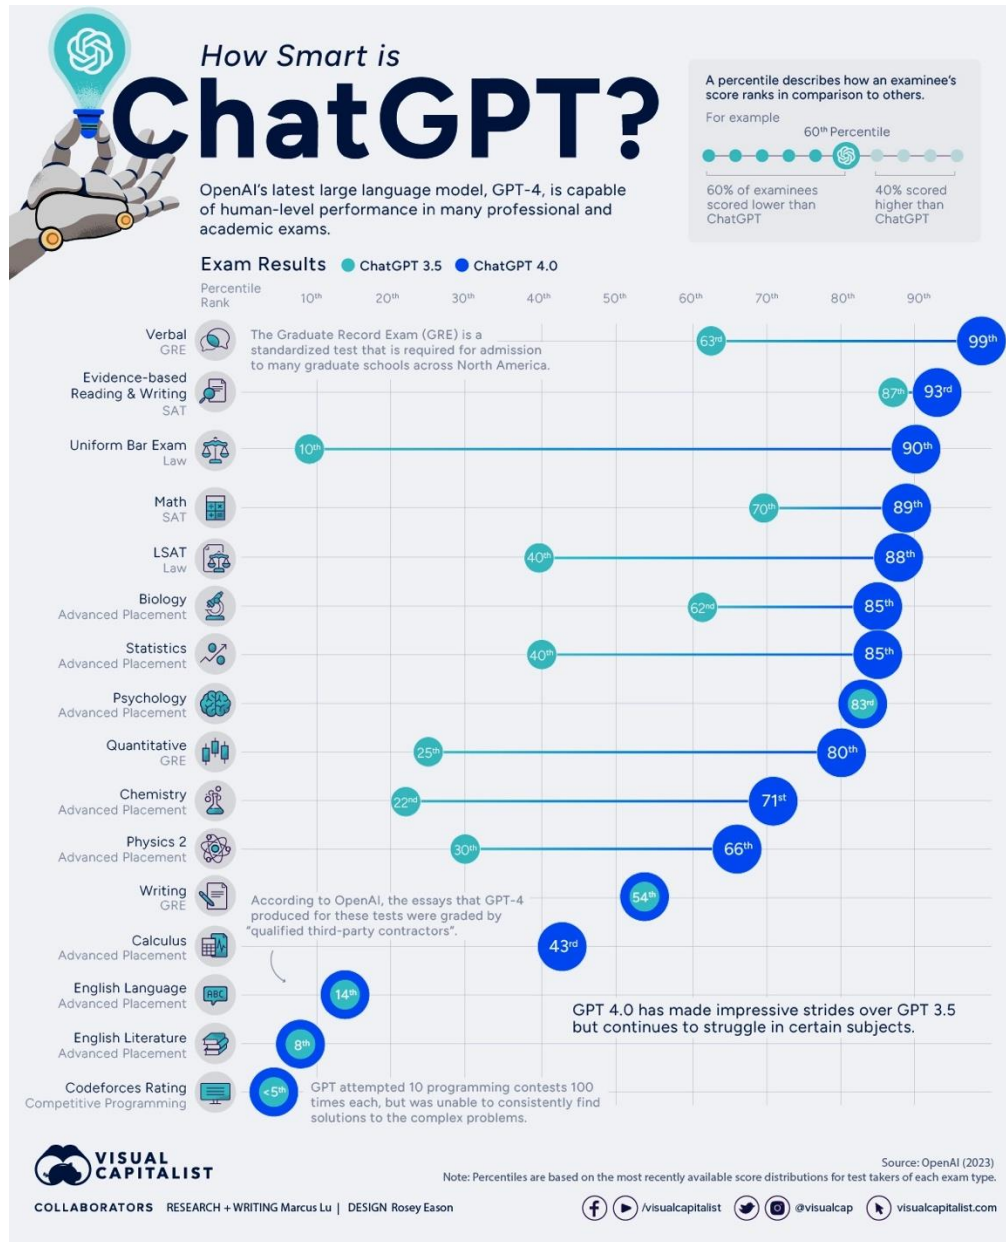 How Smart is
ChatGPT?
OpenAI's latest large language model, GPT-4, is capable
of human-level performance in many professional and
academic exams.
A percentile describes how an examinee's
score ranks in comparison to others.
For example
60th Percentile
60% of examinees
scored lower than
ChatGPT
40% scored
higher than
ChatGPT
Exam Results ChatGPT 3.5 ChatGPT 4.0
Percentile
Rank
10th 20th 30th 40th 50th 60th 70th 80th 90th
Verbal
GRE
The Graduate Record Exam (GRE) is a
standardized test that is required for admission
to many graduate schools across North America.
63rd 99th
Evidence-based
Reading & Writing
SAT
87th 93rd
Uniform Bar Exam
Law
10th 90th
Math
SAT
70th 89th
LSAT
Law
40th 88th
Biology
Advanced Placement
62nd 85th
Statistics
Advanced Placement
40th 85th
Psychology
Advanced Placement
83rd
Quantitative
GRE
25th 80th
Chemistry
Advanced Placement
22nd 71st
Physics 2
Advanced Placement
30th 66th
Writing
GRE
54th
According to OpenAI, the essays that GPT-4
produced for these tests were graded by
"qualified third-party contractors".
Calculus
Advanced Placement
43rd
English Language
Advanced Placement
ABC
14th
GPT 4.0 has made impressive strides over GPT 3.5
but continues to struggle in certain subjects.
English Literature
Advanced Placement
8th
Codeforces Rating
Competitive Programming
<5th
GPT attempted 10 programming contests 100
times each, but was unable to consistently find
solutions to the complex problems.
VISUAL
CAPITALIST
Source: OpenAI (2023)
Note: Percentiles are based on the most recently available score distributions for test takers of each exam type.
COLLABORATORS RESEARCH + WRITING Marcus Lu | DESIGN Rosey Eason
/visualcapitalist @visualcap visualcapitalist.com